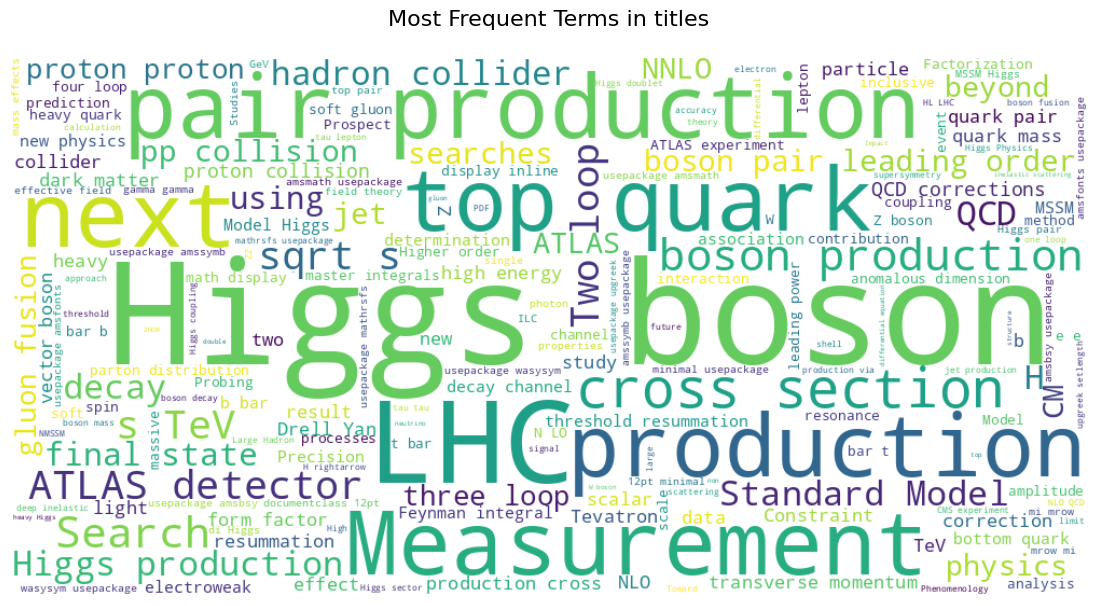 Most Frequent Terms in titles
mass effects
proton proton
GeV
hadron collider
Higgs doublet
NNLO
electron
lepton
particle
Factorization
MSSM Higgs
four loop
Studies
top pair
differential
inclusive
beyond
prediction
heavy quark
soft gluon
pair production
accuracy
HL LHC
boson fusion
calculation
Prospect
theory
event
quark pair
new physics
tau lepton
ATLAS experiment
Impact
quark mass
Higgs Physics
amsfonts usepackage
pp collision
searches
Two loop
boson pair
leading order
collider
proton collision
display inline
usepackage amsmath
supersymmetry
inelastic scattering
dark matter
amsmath usepackage
effective field
gamma gamma
field theory
QCD corrections
next
using
jet
Z
gluon
PDF
top quark
W
coupling
Z boson
QCD
MSSM
method
Model Higgs
mathrsfs usepackage
determination
ATLAS
association
contribution
Higgs pair
one loop
usepackage amssymb
ZZ
Higher order
single
sqrt s
boson production
heavy
math display
master integrals
high energy
interaction
anomalous dimension
approach
gluon fusion
vector boson
usepackage amsfonts
threshold
bar b
2HDM
Higgs coupling
double
two
Higgs boson
usepackage mathrsfs
photon
ILC
new
channel
properties
usepackage upgreek
amssymb usepackage
future
leading power
shell
differential equation
structure
b
e e
amsbsy usepackage
parton distribution
usepackage wasysym
study
minimal usepackage
production via
jet production
decay
Probing
boson decay
b bar
decay channel
cross section
H
CM
upgreek setlength
soft
spin
boson mass
NMSSM
massive
result
tau tau
neutrino
LHC
threshold resummation
resonance
Model
s TeV
Large Hadron
Drell Yan
processes
t bar
N LO
signal
large
production
bar t
top
final state
Precision
H rightarrow
W boson
12pt minimal
non
scattering
NLO QCD
deep inelastic
ATLAS detector
three loop
scalar
scale
Standard Model
amplitude
heavy Higgs
light
usepackage amsbsy
documentclass 12pt
Feynman integral
Tevatron
data
Constraint
CMS experiment
mi mrow
Search
form factor
di Higgs
High
Measurement
correction
limit
resummation
TeV
bottom quark
mrow mi
Higgs production
physics
wasysym usepackage
electroweak
effect
Higgs sector
production cross
NLO
Toward
transverse momentum
Phenomenology
analysis